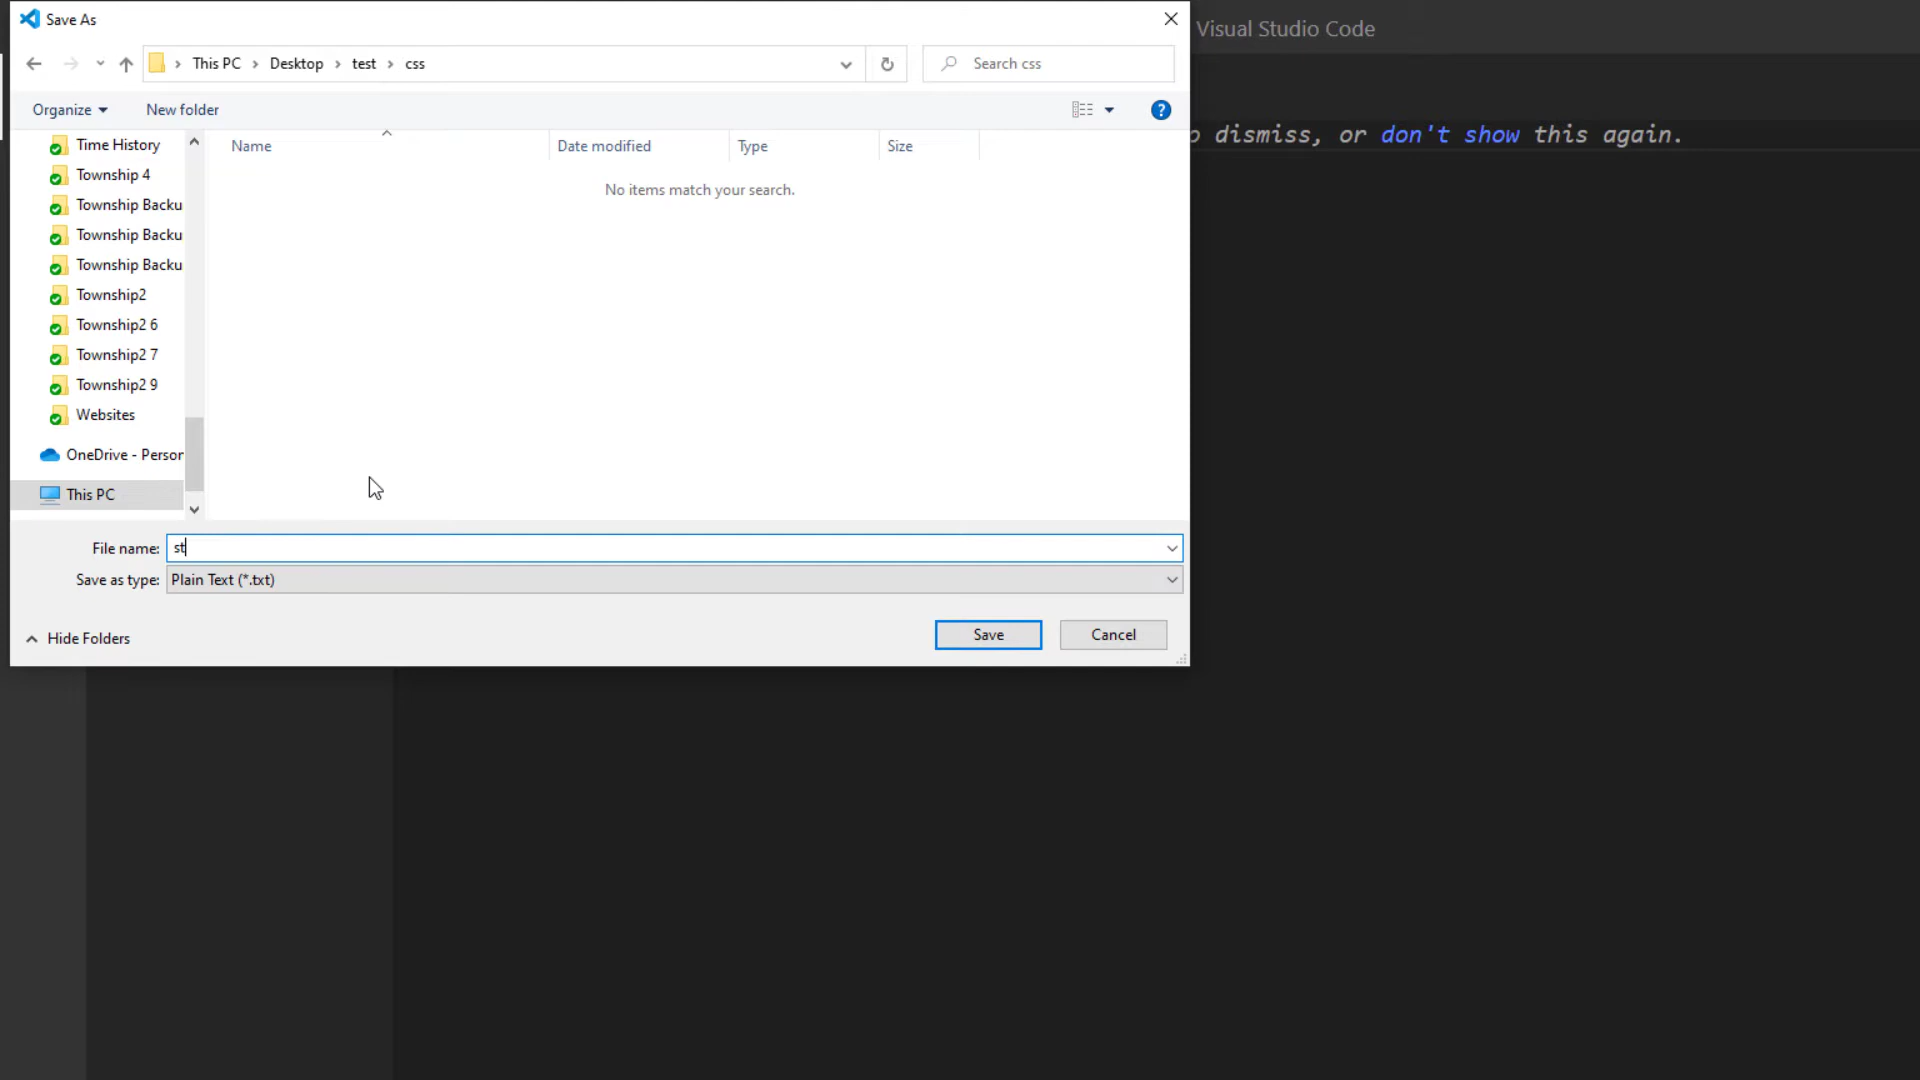 Save As
Visual Studio Code
This PC > Desktop > test > css
Search css
Organize
New folder
dismiss, or don't show this again.
Name
Date modified
Type
Size
No items match your search.
Time History
Township 4
Township Backu
Township Backu
Township Backu
Township2
Township2 6
Township2 7
Township2 9
Websites
OneDrive - Person
This PC
File name: st
Save as type: Plain Text (*.txt)
Hide Folders
Save
Cancel